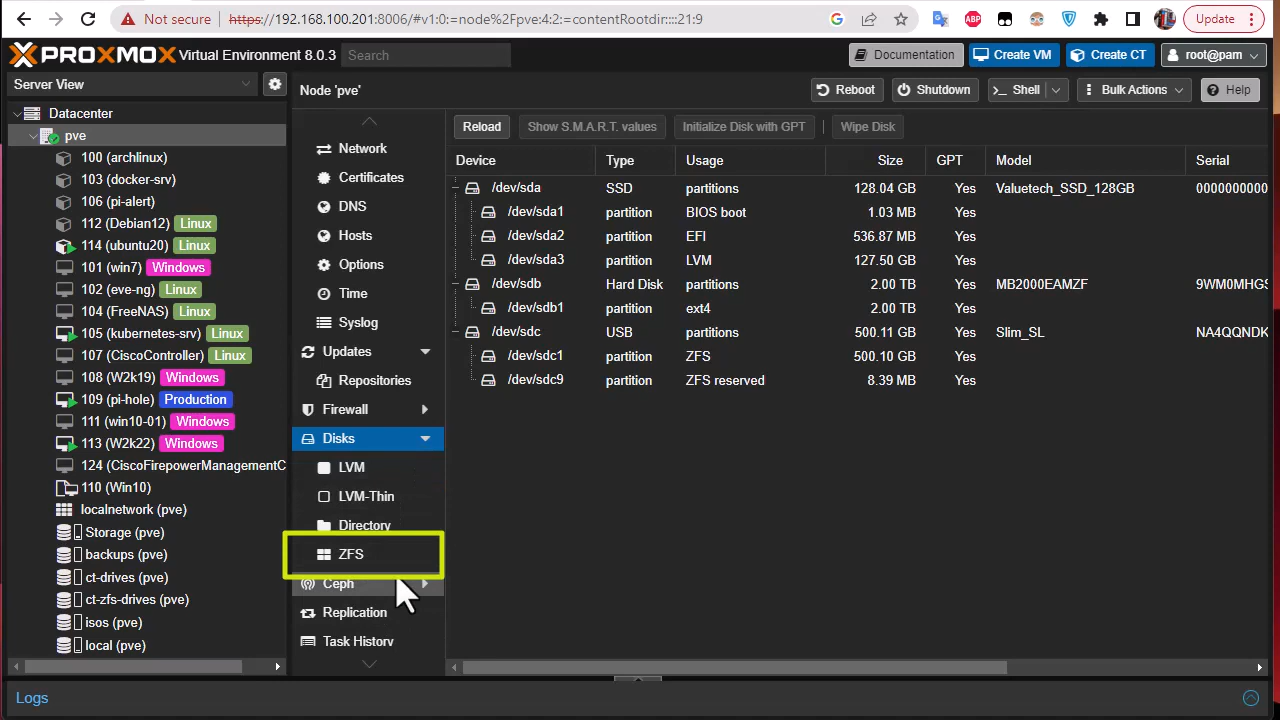 Not secure https://192.168.100.201:8006/#v1:0:=node%2Fpve:4:2:=contentRootdir::::21:9 Update
PROXMOX Virtual Environment 8.0.3 Search Documentation Create VM Create CT root@pam
Server View Node 'pve' Reboot Shutdown Shell Bulk Actions Help
Datacenter
pve
100 (archlinux)
103 (docker-srv)
106 (pi-alert)
112 (Debian12) Linux
114 (ubuntu20) Linux
101 (win7) Windows
102 (eve-ng) Linux
104 (FreeNAS) Linux
105 (kubernetes-srv) Linux
107 (CiscoController) Linux
108 (W2k19) Windows
109 (pi-hole) Production
111 (win10-01) Windows
113 (W2k22) Windows
124 (CiscoFirepowerManagementC
110 (Win10)
localnetwork (pve)
Storage (pve)
backups (pve)
ct-drives (pve)
ct-zfs-drives (pve)
isos (pve)
local (pve)
Network
Certificates
DNS
Hosts
Options
Time
Syslog
Updates
Repositories
Firewall
Disks
LVM
LVM-Thin
Directory
ZFS
Ceph
Replication
Task History
Reload Show S.M.A.R.T. values Initialize Disk with GPT Wipe Disk
Device Type Usage Size GPT Model Serial
/dev/sda SSD partitions 128.04 GB Yes Valuetech_SSD_128GB 0000000000
/dev/sda1 partition BIOS boot 1.03 MB Yes
/dev/sda2 partition EFI 536.87 MB Yes
/dev/sda3 partition LVM 127.50 GB Yes
/dev/sdb Hard Disk partitions 2.00 TB Yes MB2000EAMZF 9WM0MHGS
/dev/sdb1 partition ext4 2.00 TB Yes
/dev/sdc USB partitions 500.11 GB Yes Slim_SL NA4QQNDK
/dev/sdc1 partition ZFS 500.10 GB Yes
/dev/sdc9 partition ZFS reserved 8.39 MB Yes
Logs